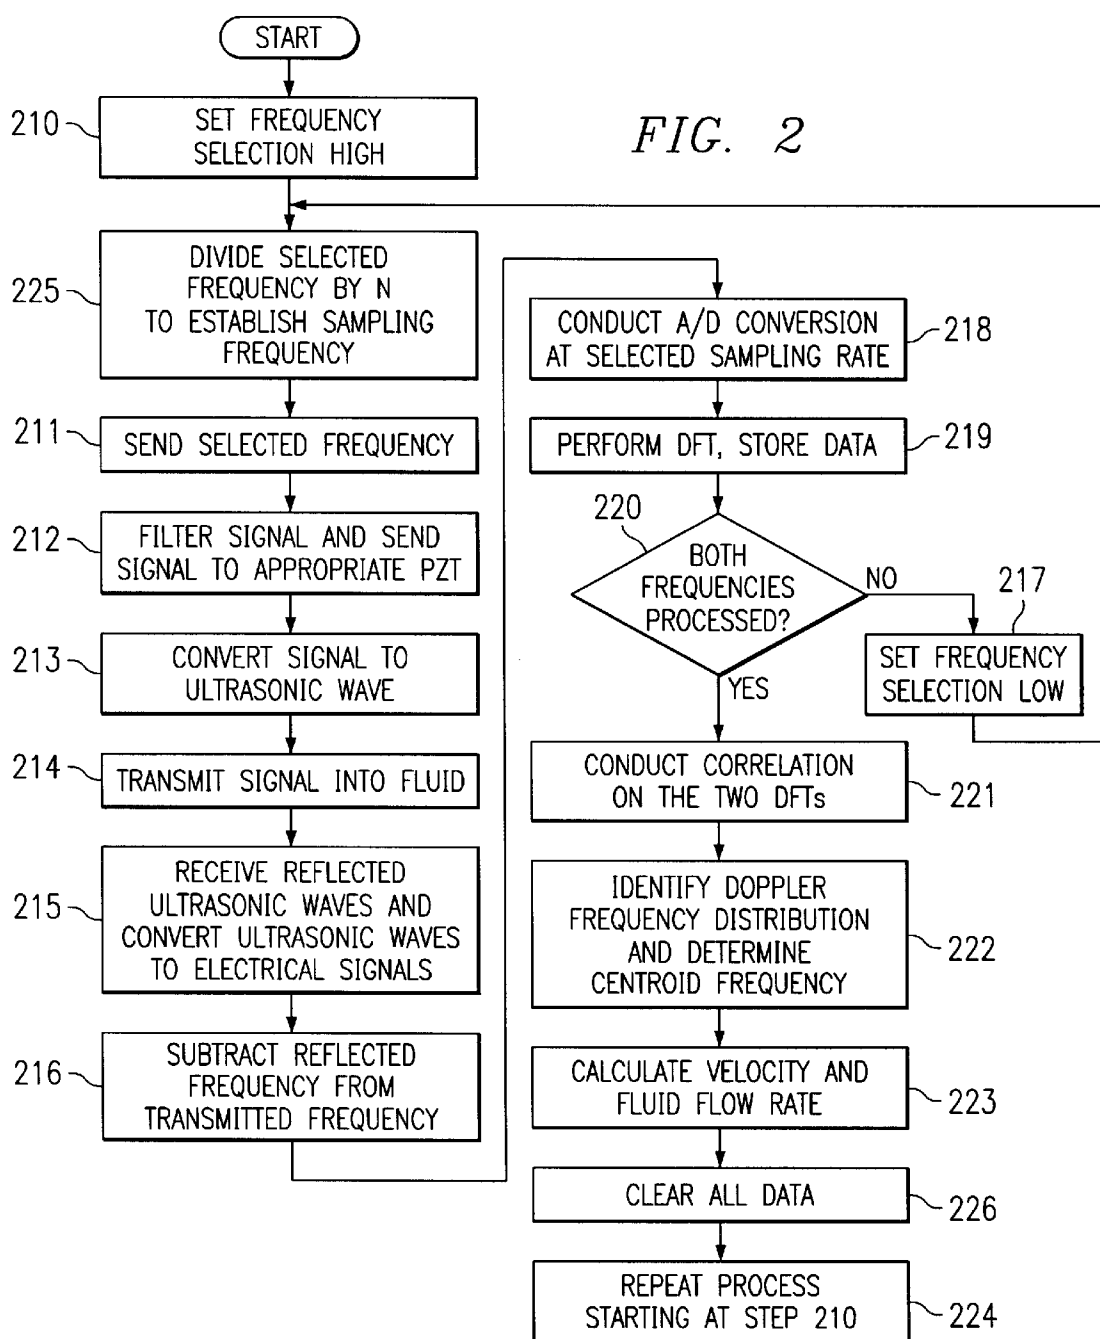 START
210
SET FREQUENCY
SELECTION HIGH
FIG. 2
225
DIVIDE SELECTED
FREQUENCY BY N
TO ESTABLISH SAMPLING
FREQUENCY
211
SEND SELECTED FREQUENCY
212
FILTER SIGNAL AND SEND
SIGNAL TO APPROPRIATE PZT
213
CONVERT SIGNAL TO
ULTRASONIC WAVE
214
TRANSMIT SIGNAL INTO FLUID
215
RECEIVE REFLECTED
ULTRASONIC WAVES AND
CONVERT ULTRASONIC WAVES
TO ELECTRICAL SIGNALS
216
SUBTRACT REFLECTED
FREQUENCY FROM
TRANSMITTED FREQUENCY
CONDUCT A/D CONVERSION
AT SELECTED SAMPLING RATE
218
PERFORM DFT, STORE DATA
219
220
BOTH
FREQUENCIES
PROCESSED?
NO
217
SET FREQUENCY
SELECTION LOW
YES
CONDUCT CORRELATION
ON THE TWO DFTs
221
IDENTIFY DOPPLER
FREQUENCY DISTRIBUTION
AND DETERMINE
CENTROID FREQUENCY
222
CALCULATE VELOCITY AND
FLUID FLOW RATE
223
CLEAR ALL DATA
226
REPEAT PROCESS
STARTING AT STEP 210
224